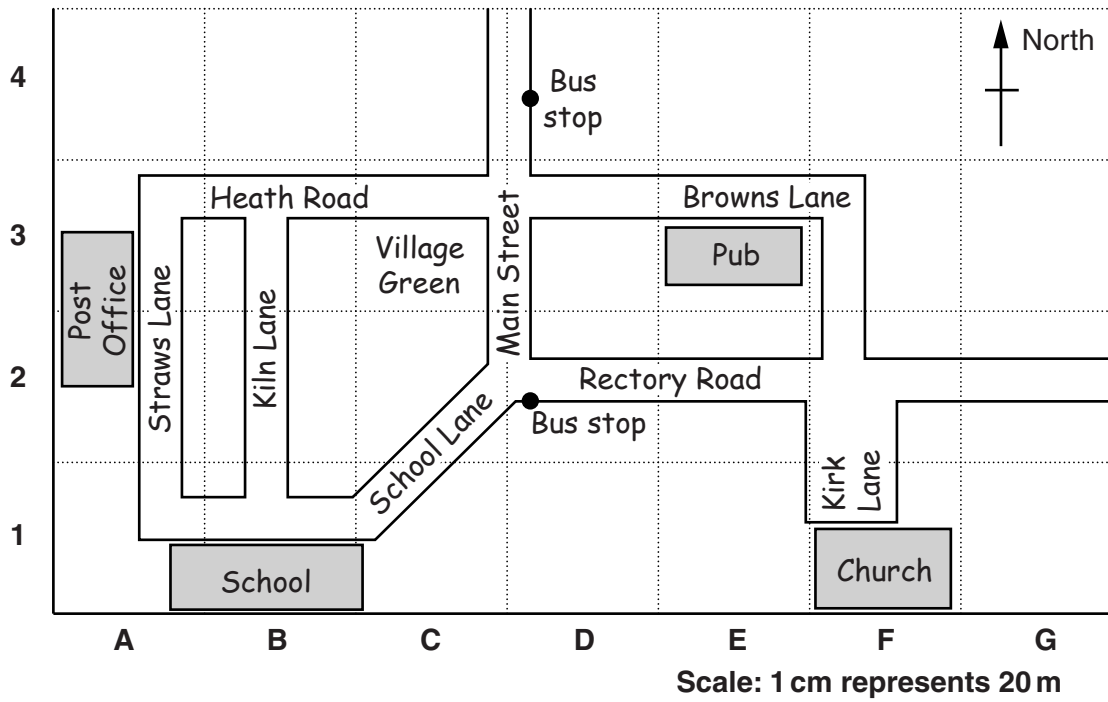 4
Bus
stop
North
Heath Road
Browns Lane
3
Village
Green
Main Street
Pub
Post
Office
Straws Lane
Kiln Lane
2
Rectory Road
School Lane
Bus stop
Kirk
Lane
1
School
Church
A B C D E F G
Scale: 1 cm represents 20 m